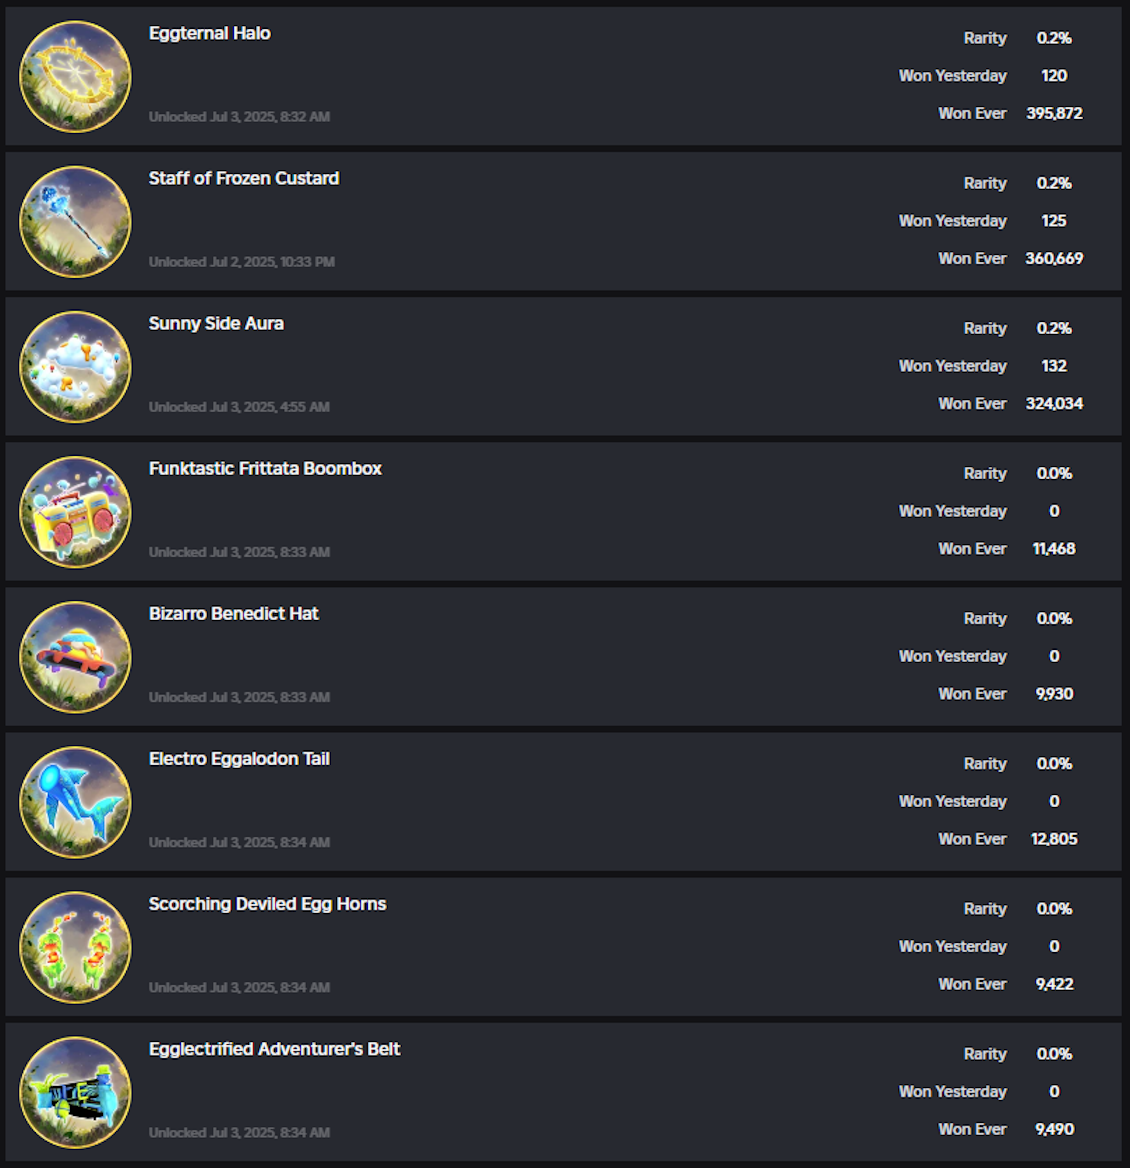 Eggternal Halo
Rarity 0.2%
Won Yesterday 120
Won Ever 395,872
Unlocked Jul 3, 2025, 8:32 AM
Staff of Frozen Custard
Rarity 0.2%
Won Yesterday 125
Won Ever 360,669
Unlocked Jul 2, 2025, 10:33 PM
Sunny Side Aura
Rarity 0.2%
Won Yesterday 132
Won Ever 324,034
Unlocked Jul 3, 2025, 4:55 AM
Funktastic Frittata Boombox
Rarity 0.0%
Won Yesterday 0
Won Ever 11,468
Unlocked Jul 3, 2025, 8:33 AM
Bizarro Benedict Hat
Rarity 0.0%
Won Yesterday 0
Won Ever 9,930
Unlocked Jul 3, 2025, 8:33 AM
Electro Eggalodon Tail
Rarity 0.0%
Won Yesterday 0
Won Ever 12,805
Unlocked Jul 3, 2025, 8:34 AM
Scorching Deviled Egg Horns
Rarity 0.0%
Won Yesterday 0
Won Ever 9,422
Unlocked Jul 3, 2025, 8:34 AM
Egglectrified Adventurer's Belt
Rarity 0.0%
Won Yesterday 0
Won Ever 9,490
Unlocked Jul 3, 2025, 8:34 AM